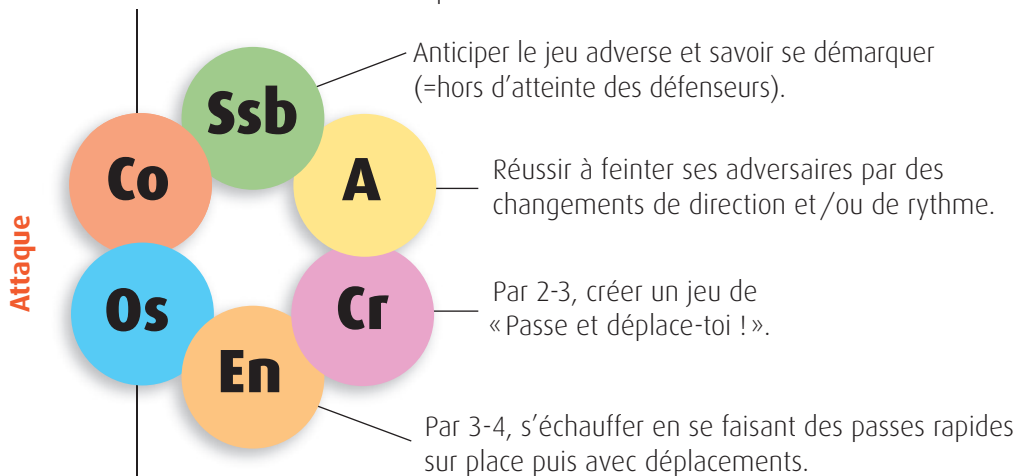 Anticiper le jeu adverse et savoir se démarquer
(=hors d'atteinte des défenseurs).
Ssb
Co
A
Réussir à feinter ses adversaires par des
changements de direction et/ou de rythme.
Attaque
Os
Cr
Par 2-3, créer un jeu de
« Passe et déplace-toi ! ».
En
Par 3-4, s'échauffer en se faisant des passes rapides
sur place puis avec déplacements.